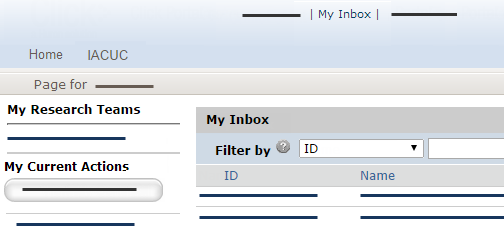 | My Inbox |
Home IACUC
Page for
My Research Teams
My Inbox
Filter by ? ID
My Current Actions
ID Name